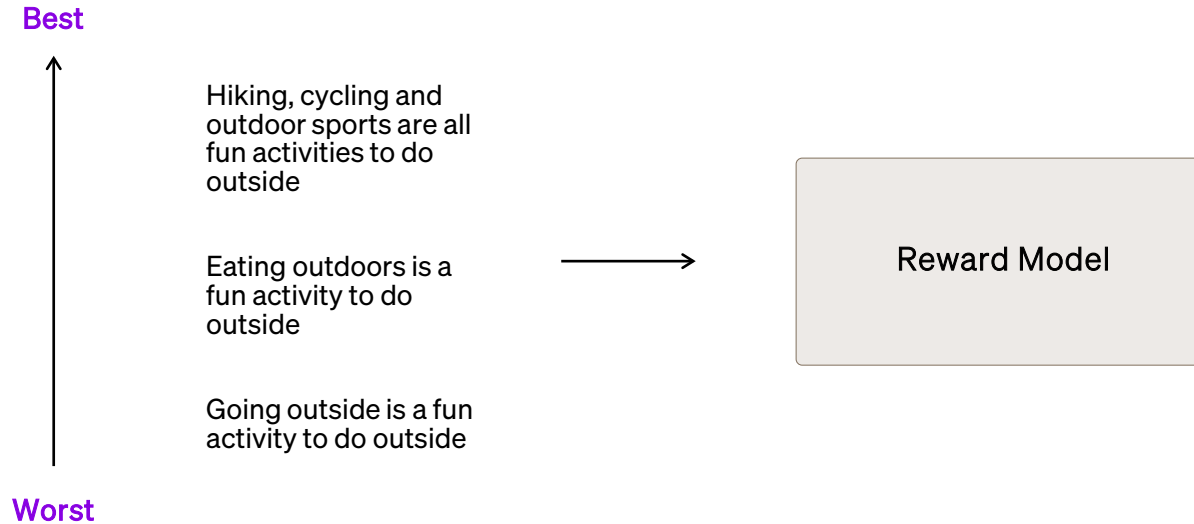 Best
Hiking, cycling and
outdoor sports are all
fun activities to do
outside
Eating outdoors is a
fun activity to do
outside
Going outside is a fun
activity to do outside
Worst
Reward Model